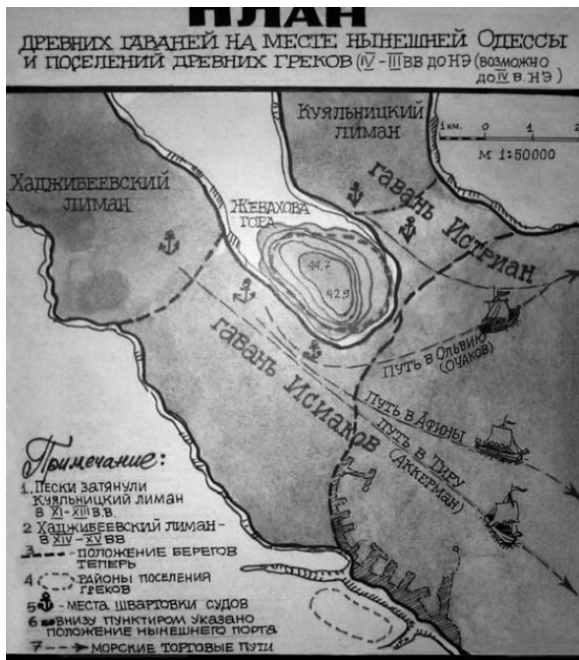 ПЛАН
ДРЕВНИХ ГАВАНЕЙ НА МЕСТЕ НЫНЕШНЕЙ ОДЕССЫ
И ПОСЕЛЕНИЙ ДРЕВНИХ ГРЕКОВ (IV-III ВВ ДО НЭ (ВОЗМОЖНО
ДО IV В. НЭ)
КУЯЛЬНИЦКИЙ
ЛИМАН
1 КМ. 0 1 2
М 1:50000
ХАДЖИБЕЕВСКИЙ
ЛИМАН
ЖЕВАХОВА
ГОРА
гавань Истриан
44,7
42,9
гавань Исиаков
ПУТЬ В ОЛЬВИЮ
(ОЧАКОВ)
ПУТЬ В АФИНЫ
ПУТЬ В ТИРУ
(АККЕРМАН)
Примечание:
1. ПЕСКИ ЗАТЯНУЛИ
КУЯЛЬНИЦКИЙ ЛИМАН
В XI-XIII В.В.
2 ХАДЖИБЕЕВСКИЙ ЛИМАН-
В XIV-XV ВВ
3 - ПОЛОЖЕНИЕ БЕРЕГОВ
ТЕПЕРЬ
4 РАЙОНЫ ПОСЕЛЕНИЯ
ГРЕКОВ
5 - МЕСТА ШВАРТОВКИ СУДОВ
6 ВНИЗУ ПУНКТИРОМ УКАЗАНО
ПОЛОЖЕНИЕ НЫНЕШНЕГО ПОРТА
7 - МОРСКИЕ ТОРГОВЫЕ ПУТИ